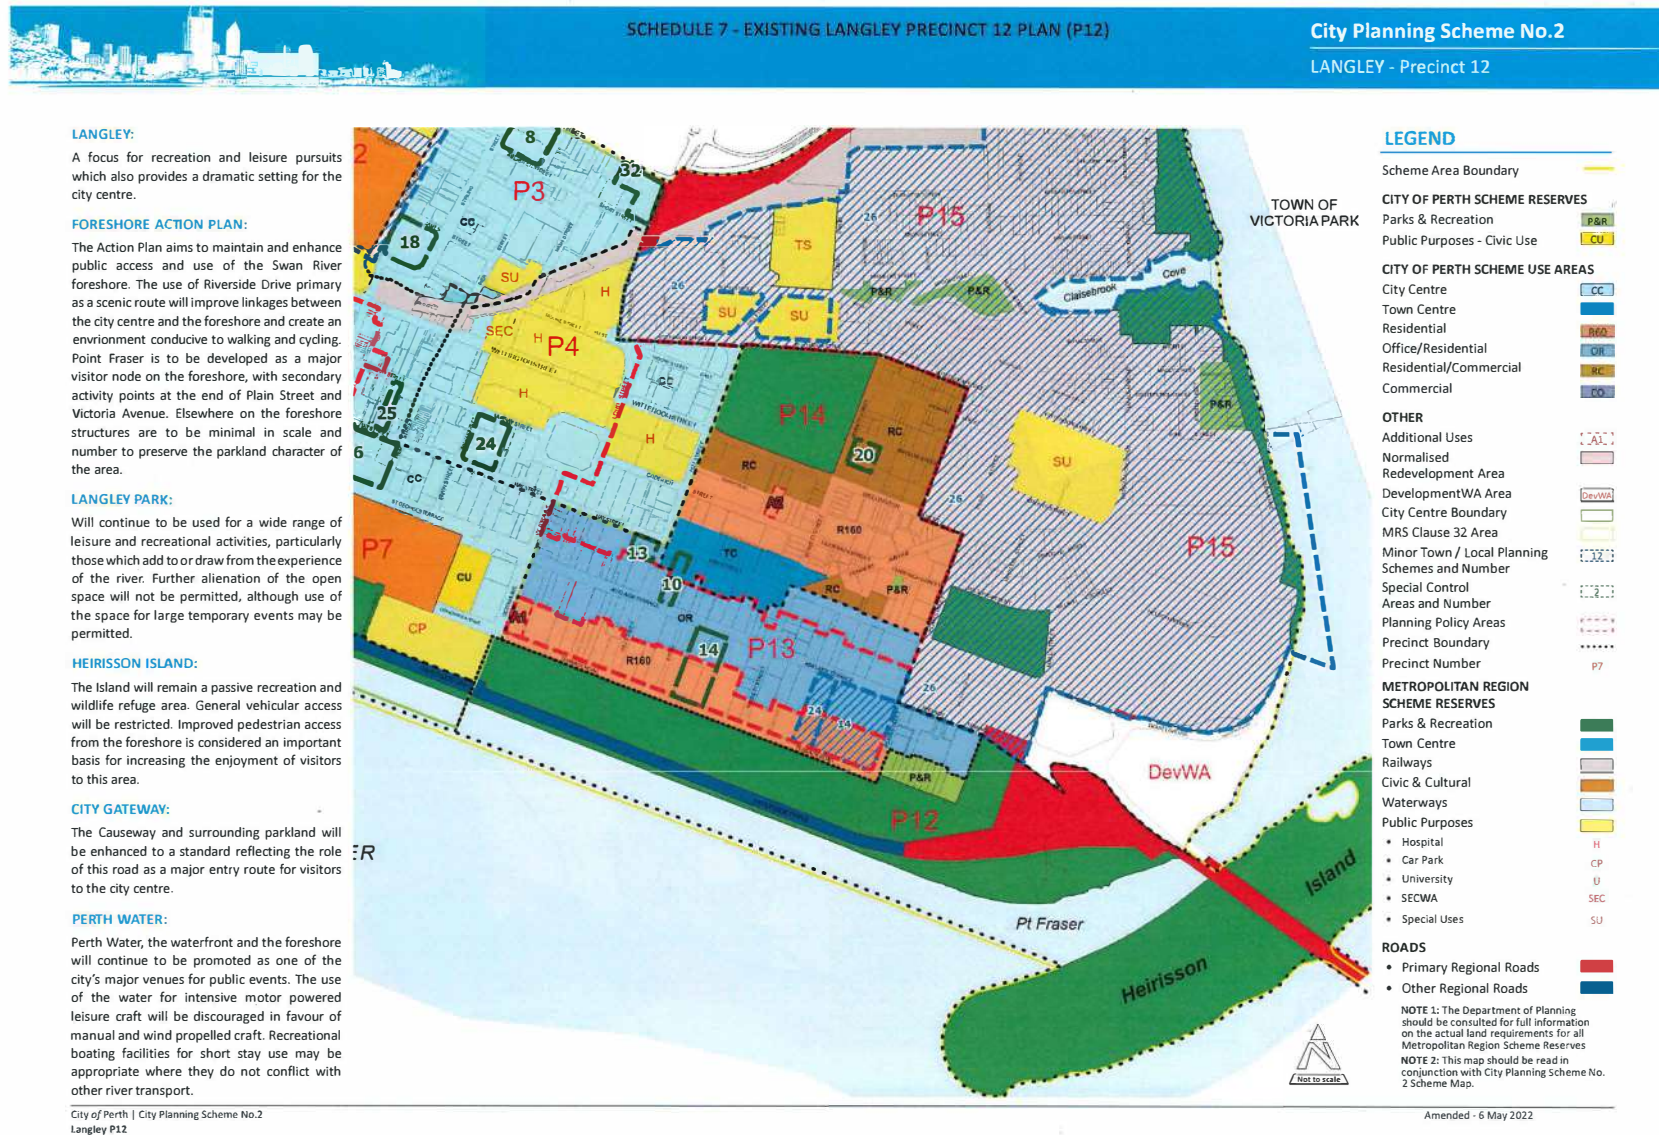 SCHEDULE 7 - EXISTING LANGLEY PRECINCT 12 PLAN (P12)
City Planning Scheme No.2
LANGLEY - Precinct 12
LANGLEY:
A focus for recreation and leisure pursuits
which also provides a dramatic setting for the
city centre.
FORESHORE ACTION PLAN:
The Action Plan aims to maintain and enhance
public access and use of the Swan River
foreshore. The use of Riverside Drive primary
as a scenic route will improve linkages between
the city centre and the foreshore and create an
envrionment conducive to walking and cycling.
Point Fraser is to be developed as a major
visitor node on the foreshore, with secondary
activity points at the end of Plain Street and
Victoria Avenue. Elsewhere on the foreshore
structures are to be minimal in scale and
number to preserve the parkland character of
the area.
LANGLEY PARK:
Will continue to be used for a wide range of
leisure and recreational activities, particularly
those which add to or draw from the experience
of the river. Further alienation of the open
space will not be permitted, although use of
the space for large temporary events may be
permitted.
HEIRISSON ISLAND:
The Island will remain a passive recreation and
wildlife refuge area. General vehicular access
will be restricted. Improved pedestrian access
from the foreshore is considered an important
basis for increasing the enjoyment of visitors
to this area.
CITY GATEWAY:
The Causeway and surrounding parkland will
be enhanced to a standard reflecting the role
of this road as a major entry route for visitors
to the city centre.
PERTH WATER:
Perth Water, the waterfront and the foreshore
will continue to be promoted as one of the
city's major venues for public events. The use
of the water for intensive motor powered
leisure craft will be discouraged in favour of
manual and wind propelled craft. Recreational
boating facilities for short stay use may be
appropriate where they do not conflict with
other river transport.
2
8
32
P3
CC
18
SU
H
SEC
H
P4
WELLINGTON STREET
H
CC
WITTENOOM STREET
H
25
24
6
CC
ST GEORGES TERRACE
P7
CU
CP
TS
26
P15
26
SU
SU
P&R
P&R
Claisebrook
Cove
TOWN OF
VICTORIA PARK
P14
RC
20
RC
R160
SU
P&R
26
P15
13
TC
10
RC
P&R
OR
R160
14
P13
24
14
26
P&R
P12
DevWA
ER
Pt Fraser
Heirisson
Island
Not to scale
LEGEND
Scheme Area Boundary
CITY OF PERTH SCHEME RESERVES
Parks & Recreation P&R
Public Purposes - Civic Use CU
CITY OF PERTH SCHEME USE AREAS
City Centre CC
Town Centre
Residential R60
Office/Residential OR
Residential/Commercial RC
Commercial CO
OTHER
Additional Uses A1
Normalised
Redevelopment Area
DevelopmentWA Area DevWA
City Centre Boundary
MRS Clause 32 Area
Minor Town / Local Planning 12
Schemes and Number
Special Control 2
Areas and Number
Planning Policy Areas
Precinct Boundary
Precinct Number P7
METROPOLITAN REGION
SCHEME RESERVES
Parks & Recreation
Town Centre
Railways
Civic & Cultural
Waterways
Public Purposes
• Hospital H
• Car Park CP
• University U
• SECWA SEC
• Special Uses SU
ROADS
• Primary Regional Roads
• Other Regional Roads
NOTE 1: The Department of Planning
should be consulted for full information
on the actual land requirements for all
Metropolitan Region Scheme Reserves
NOTE 2: This map should be read in
conjunction with City Planning Scheme No.
2 Scheme Map.
City of Perth | City Planning Scheme No.2
Langley P12
Amended - 6 May 2022